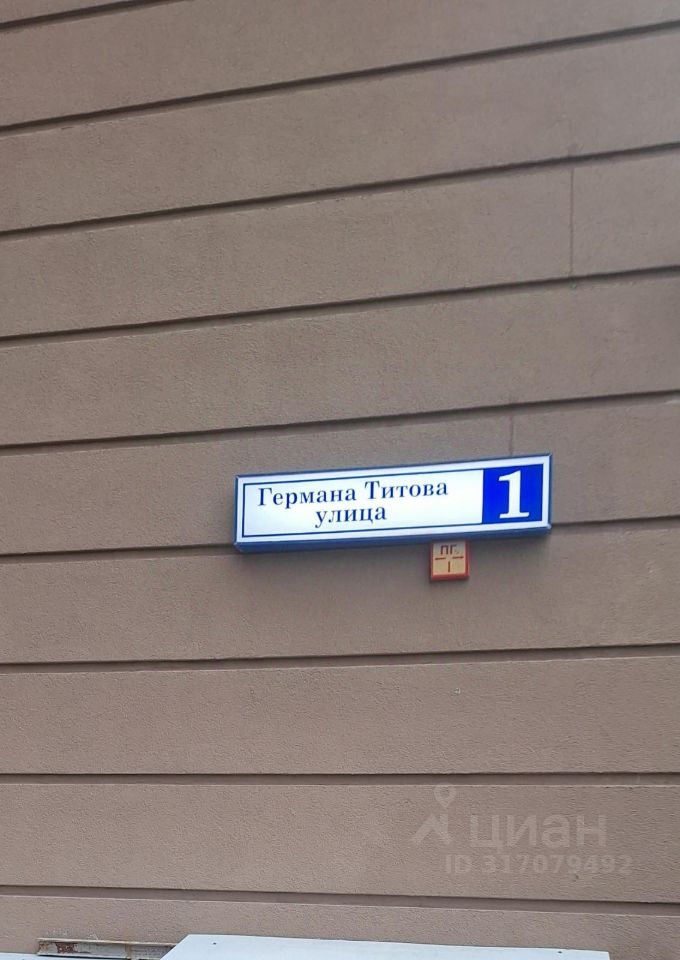 Германа Титова
улица
1
ПГ
циан
ID 317079492